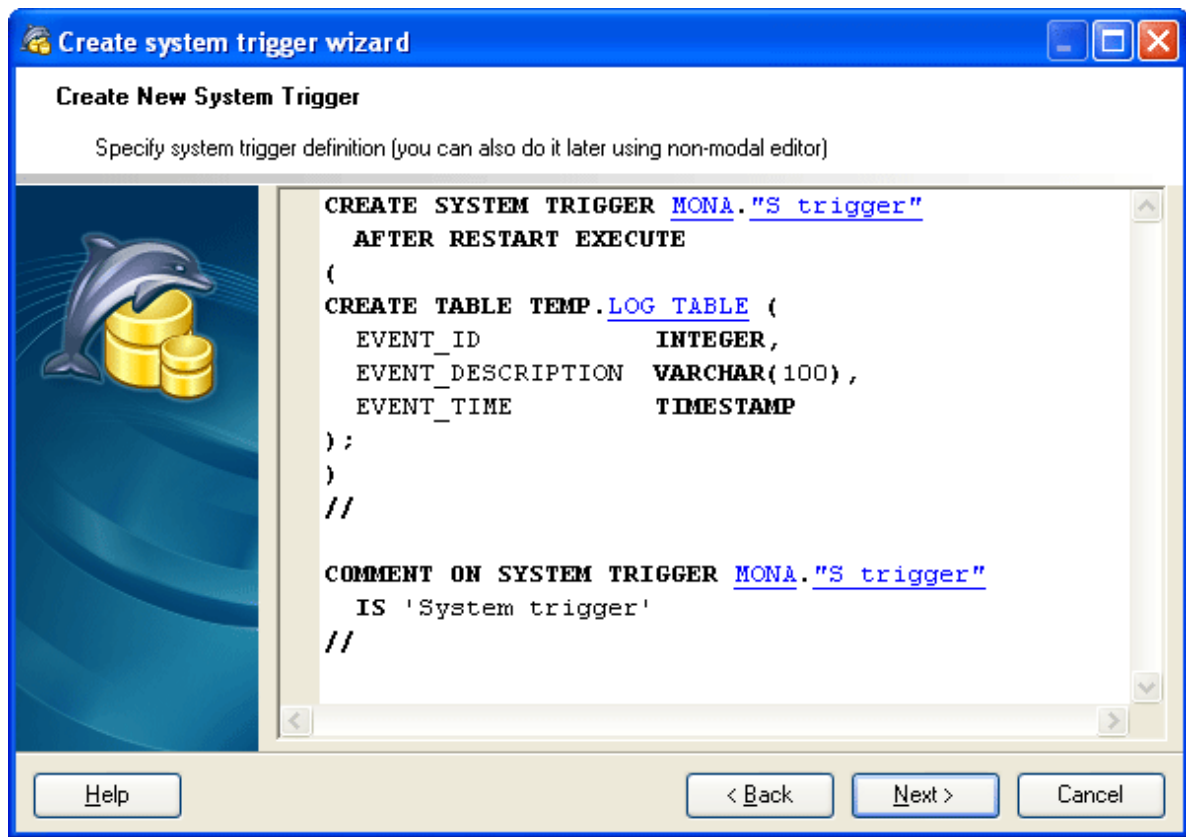 Create system trigger wizard
Create New System Trigger
Specify system trigger definition (you can also do it later using non-modal editor)
CREATE SYSTEM TRIGGER MONA."S trigger"
  AFTER RESTART EXECUTE
(
CREATE TABLE TEMP.LOG_TABLE (
  EVENT_ID           INTEGER,
  EVENT_DESCRIPTION  VARCHAR(100),
  EVENT_TIME         TIMESTAMP
);
)
//
COMMENT ON SYSTEM TRIGGER MONA."S trigger"
  IS 'System trigger'
//
Help < Back Next > Cancel